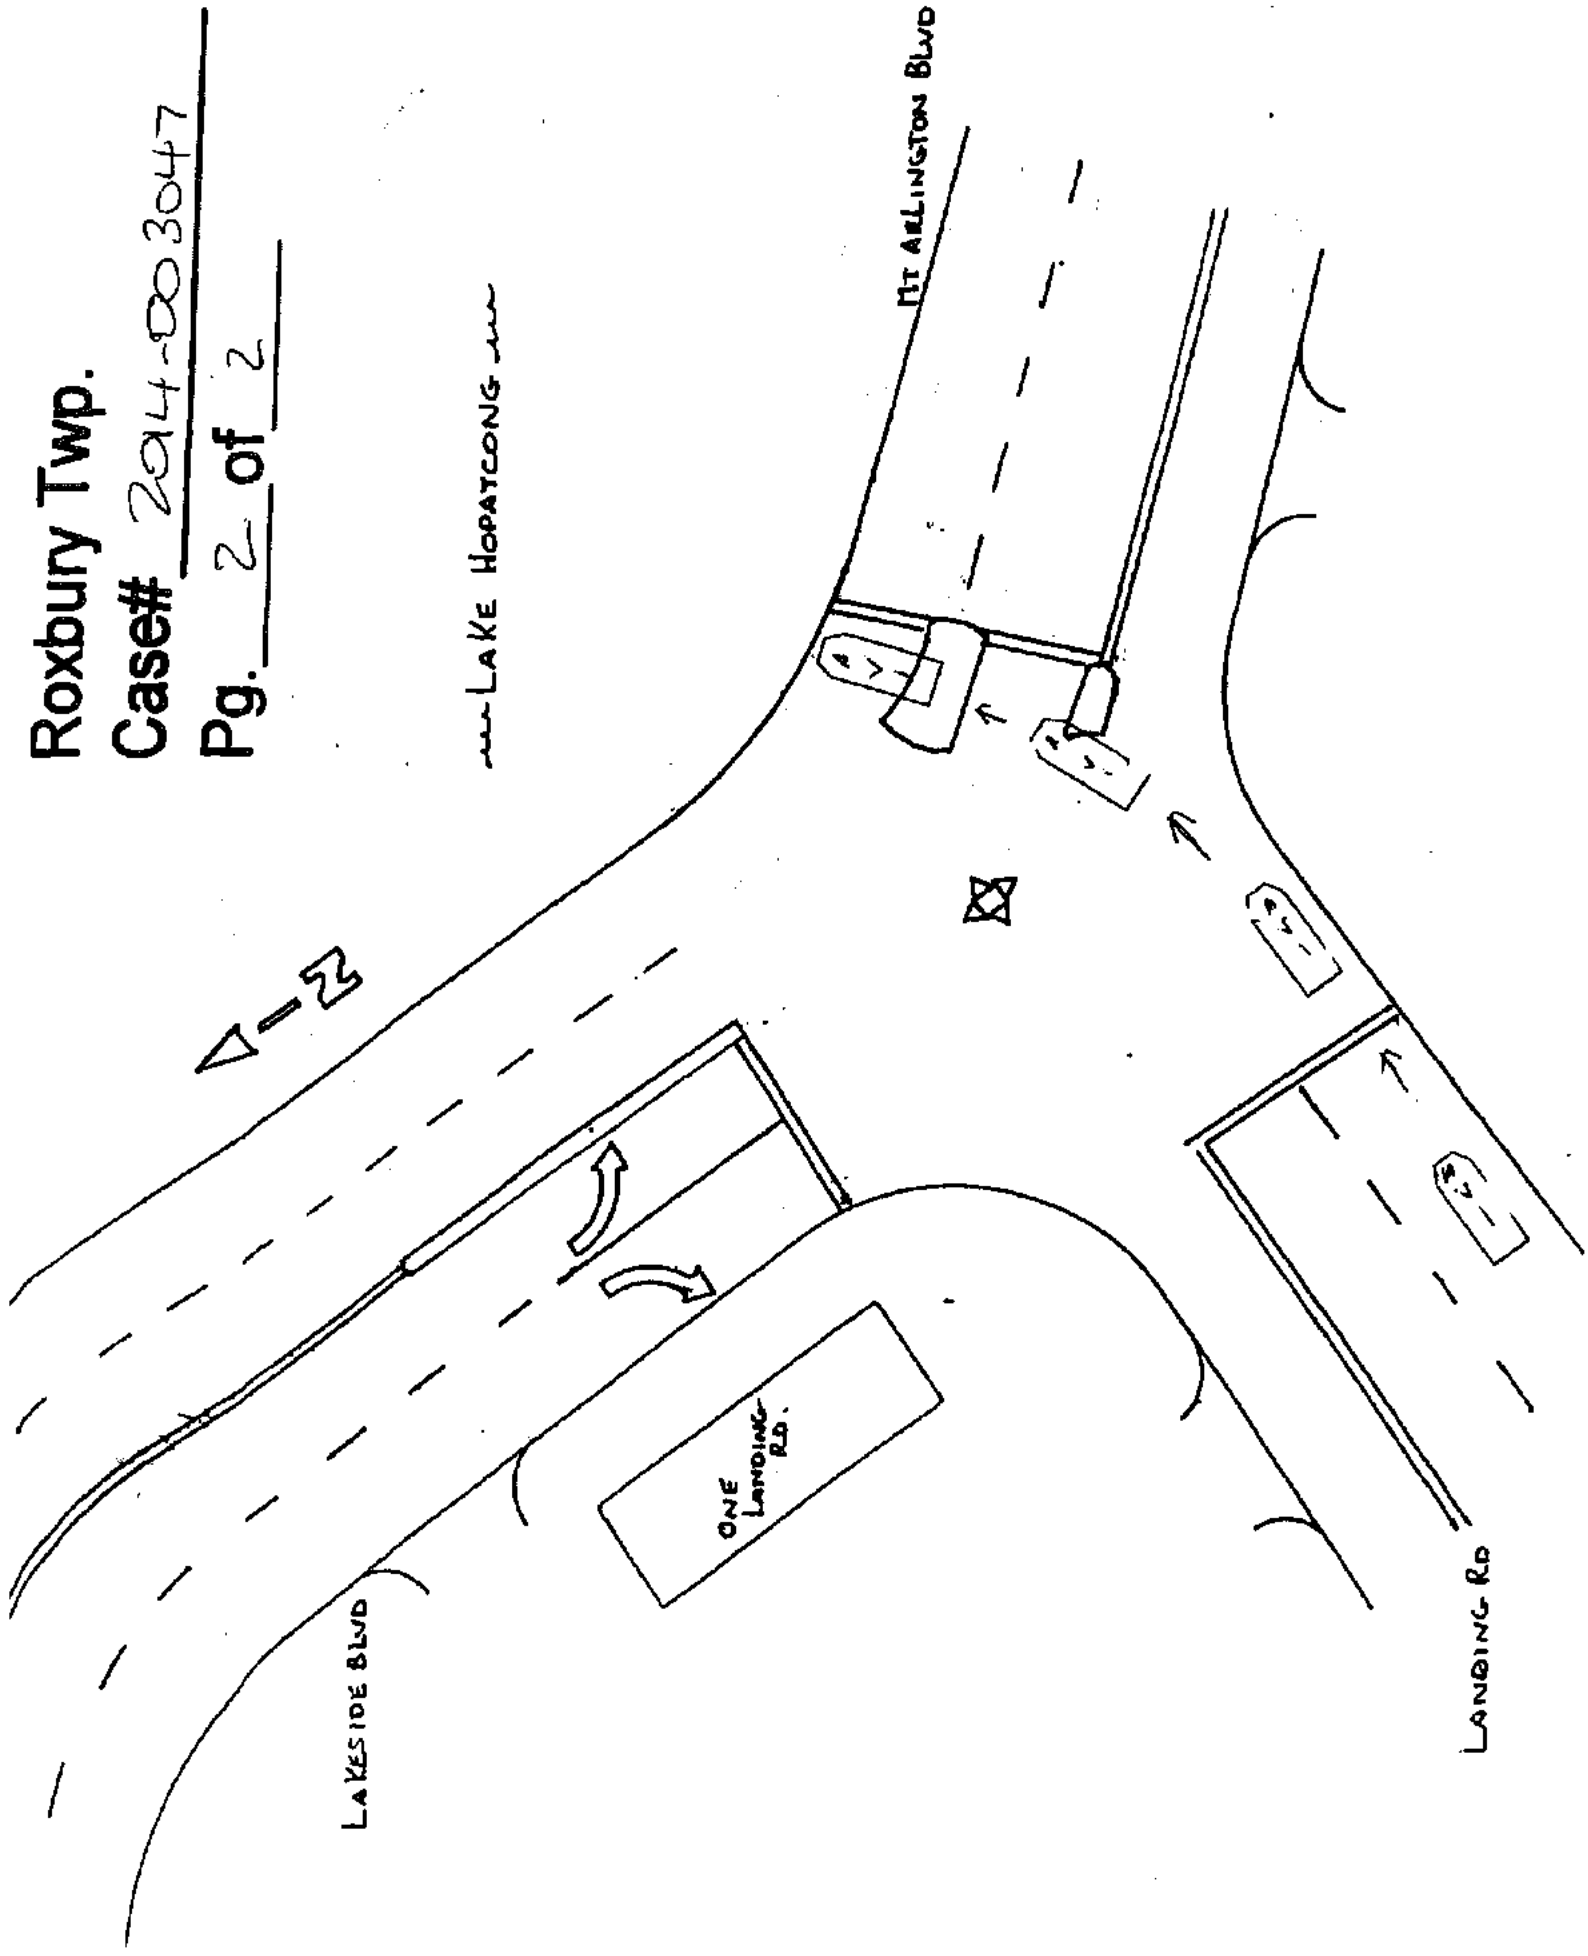 Roxbury Twp.
Case# 2014-003047
Pg. 2 of 2
LAKE HOPATCONG
MT ARLINGTON BLVD
N
ONE
LANDING
RD.
LAKESIDE BLVD
LANDING RD